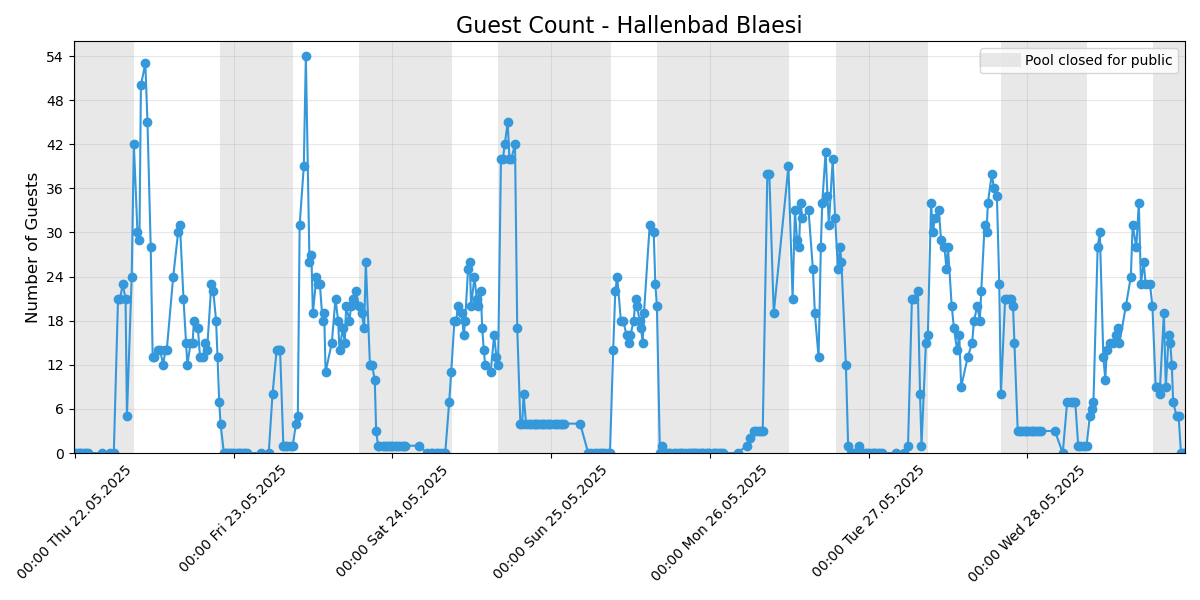 Guest Count - Hallenbad Blaesi
Pool closed for public
Number of Guests
54
48
42
36
30
24
18
12
6
0
00:00 Thu 22.05.2025
00:00 Fri 23.05.2025
00:00 Sat 24.05.2025
00:00 Sun 25.05.2025
00:00 Mon 26.05.2025
00:00 Tue 27.05.2025
00:00 Wed 28.05.2025